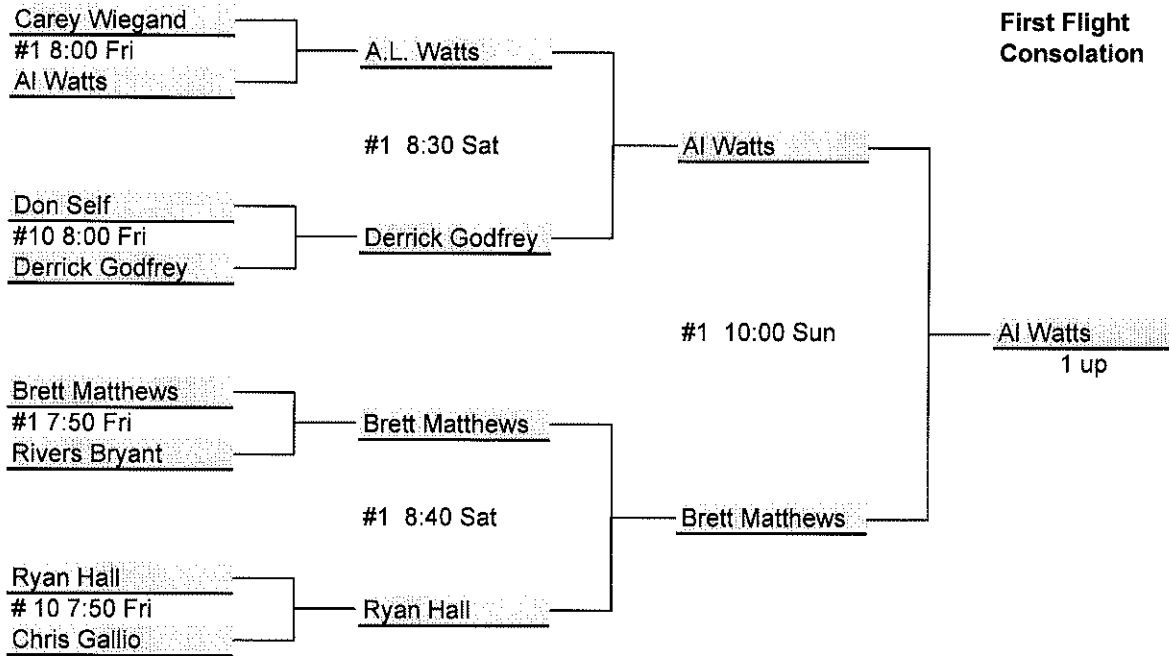 Carey Wiegand
#1 8:00 Fri
Al Watts
A.L. Watts
First Flight
Consolation
#1 8:30 Sat
Al Watts
Don Self
#10 8:00 Fri
Derrick Godfrey
Derrick Godfrey
#1 10:00 Sun
Al Watts
1 up
Brett Matthews
#1 7:50 Fri
Rivers Bryant
Brett Matthews
#1 8:40 Sat
Brett Matthews
Ryan Hall
# 10 7:50 Fri
Chris Gallio
Ryan Hall